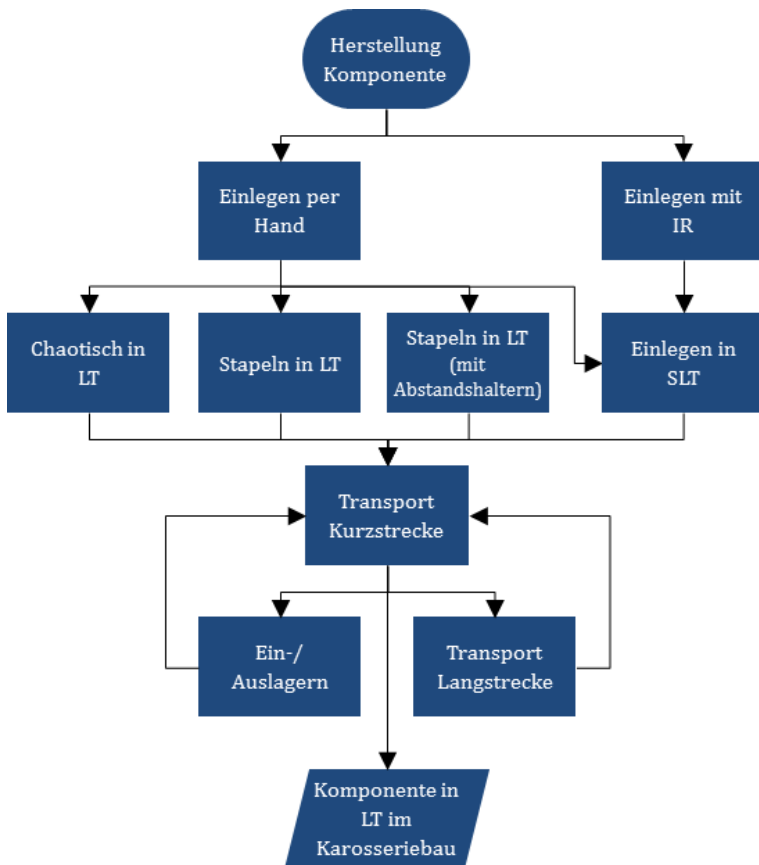 Herstellung
Komponente
Einlegen per
Hand
Einlegen mit
IR
Chaotisch in
LT
Stapeln in LT
Stapeln in LT
(mit
Abstandshaltern)
Einlegen in
SLT
Transport
Kurzstrecke
Ein-/
Auslagern
Transport
Langstrecke
Komponente in
LT im
Karosseriebau